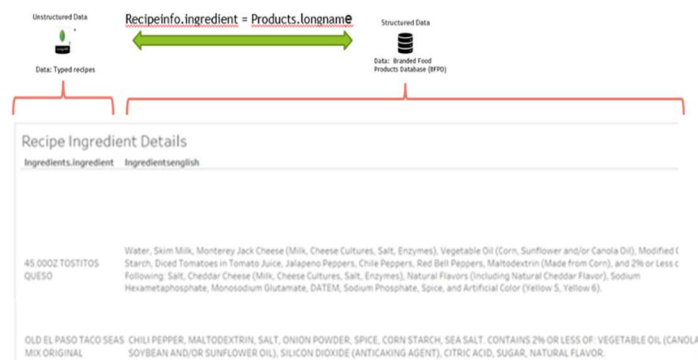 Unstructured Data
Recipeinfo.ingredient = Products.longname
Structured Data
Data: Typed recipes
Data: Branded Food
Products Database (BFPD)
Recipe Ingredient Details
Ingredients.ingredient Ingredientsenglish
45.000Z TOSTITOS
QUESO
Water, Skim Milk, Monterey Jack Cheese (Milk, Cheese Cultures, Salt, Enzymes), Vegetable Oil (Corn, Sunflower and/or Canola Oil), Modified C
Starch, Diced Tomatoes in Tomato Juice, Jalapeno Peppers, Chile Peppers, Red Bell Peppers, Maltodextrin (Made from Corn), and 2% or Less o
Following: Salt, Cheddar Cheese (Milk, Cheese Cultures, Salt, Enzymes), Natural Flavors (Including Natural Cheddar Flavor), Sodium
Hexametaphosphate, Monosodium Glutamate, DATEM, Sodium Phosphate, Spice, and Artificial Color (Yellow 5, Yellow 6).
OLD EL PASO TACO SEAS
MIX ORIGINAL
CHILI PEPPER, MALTODEXTRIN, SALT, ONION POWDER, SPICE, CORN STARCH, SEA SALT. CONTAINS 2% OR LESS OF: VEGETABLE OIL (CANOL
SOYBEAN AND/OR SUNFLOWER OIL), SILICON DIOXIDE (ANTICAKING AGENT), CITRIC ACID, SUGAR, NATURAL FLAVOR.